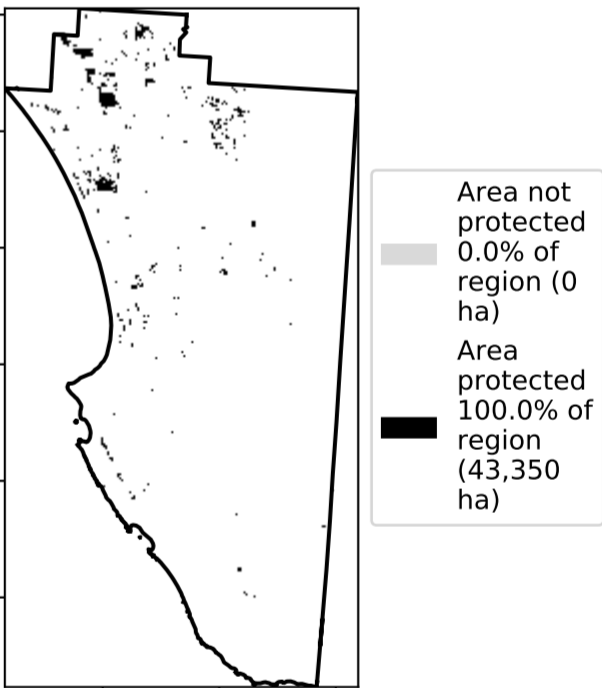 Area not
protected
0.0% of
region (0
ha)
Area
protected
100.0% of
region
(43,350
ha)